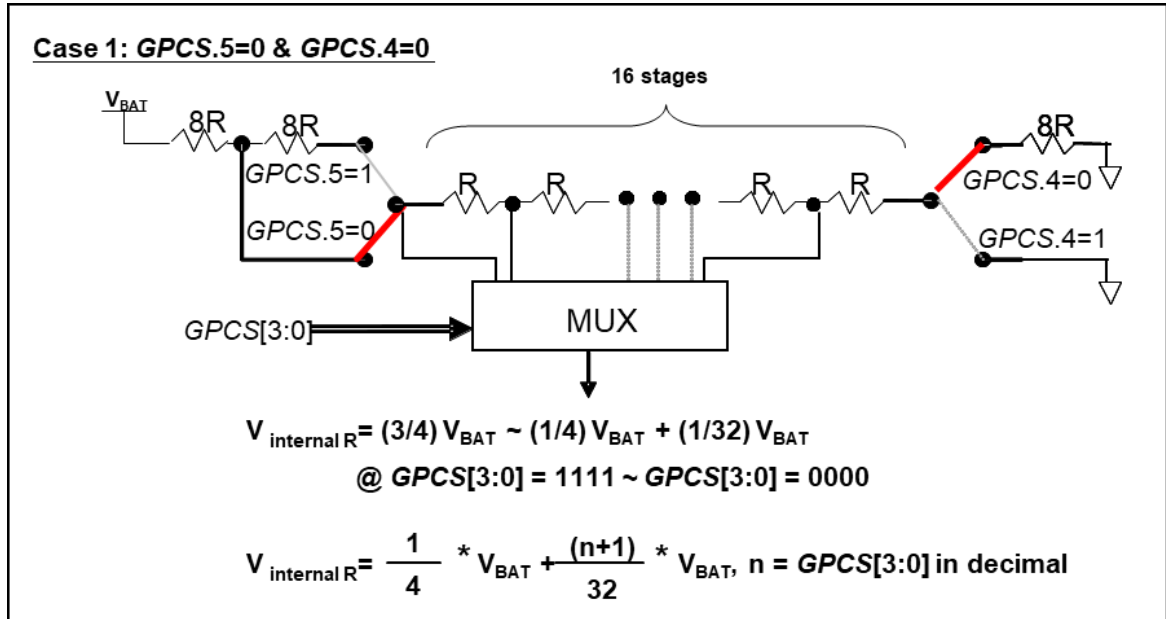 Case 1: GPCS.5=0 & GPCS.4=0
16 stages
VBAT
8R
8R
8R
GPCS.5=1
GPCS.4=0
R
R
R
R
GPCS.5=0
GPCS.4=1
MUX
GPCS[3:0]
V internal R= (3/4) VBAT ~ (1/4) VBAT + (1/32) VBAT
@ GPCS[3:0] = 1111 ~ GPCS[3:0] = 0000
V internal R= 1/4 * VBAT + (n+1)/32 * VBAT, n = GPCS[3:0] in decimal